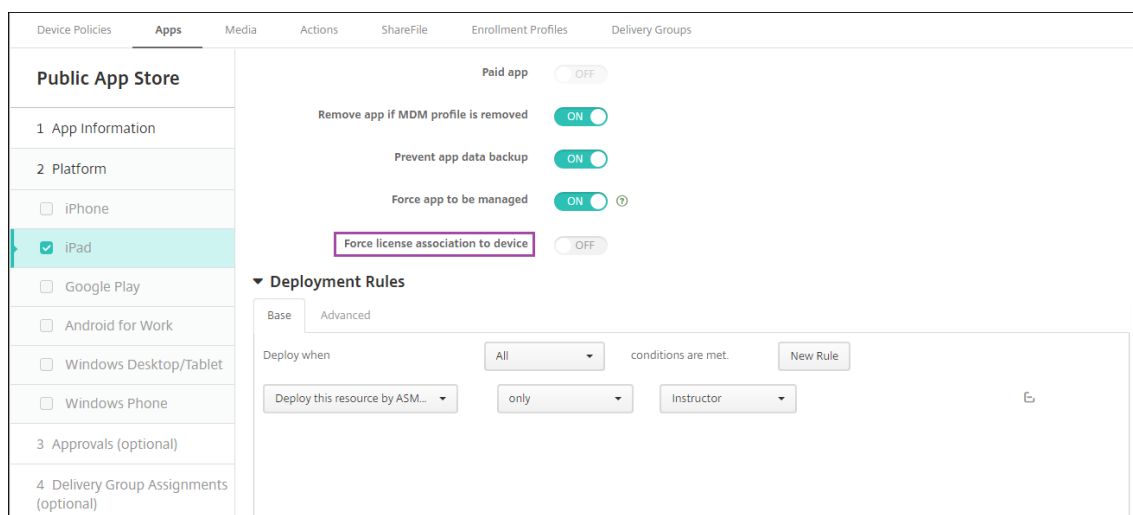 Device Policies Apps Media Actions ShareFile Enrollment Profiles Delivery Groups
Public App Store
1 App Information
2 Platform
iPhone
iPad
Google Play
Android for Work
Windows Desktop/Tablet
Windows Phone
3 Approvals (optional)
4 Delivery Group Assignments
(optional)
Paid app OFF
Remove app if MDM profile is removed ON
Prevent app data backup ON
Force app to be managed ON ?
Force license association to device OFF
Deployment Rules
Base Advanced
Deploy when All conditions are met. New Rule
Deploy this resource by ASM... only Instructor